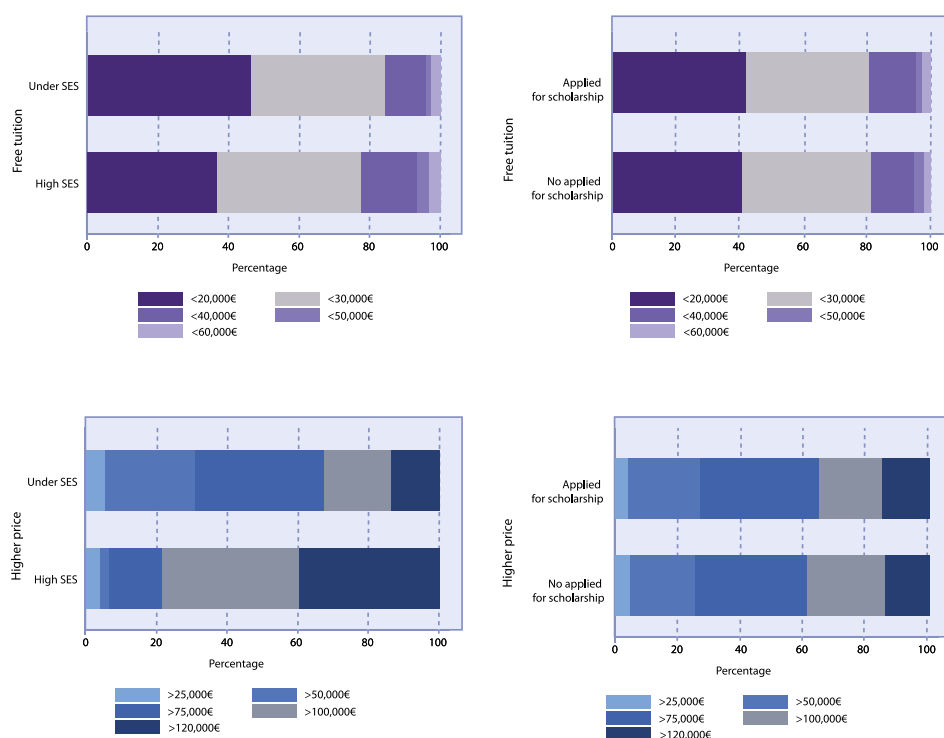 Free tuition
Under SES
High SES
0 20 40 60 80 100
Percentage
<20,000€ <30,000€
<40,000€ <50,000€
<60,000€
Free tuition
Applied
for scholarship
No applied
for scholarship
0 20 40 60 80 100
Percentage
<20,000€ <30,000€
<40,000€ <50,000€
<60,000€
Higher price
Under SES
High SES
0 20 40 60 80 100
Percentage
>25,000€ >50,000€
>75,000€ >100,000€
>120,000€
Higher price
Applied
for scholarship
No applied
for scholarship
0 20 40 60 80 100
Percentage
>25,000€ >50,000€
>75,000€ >100,000€
>120,000€